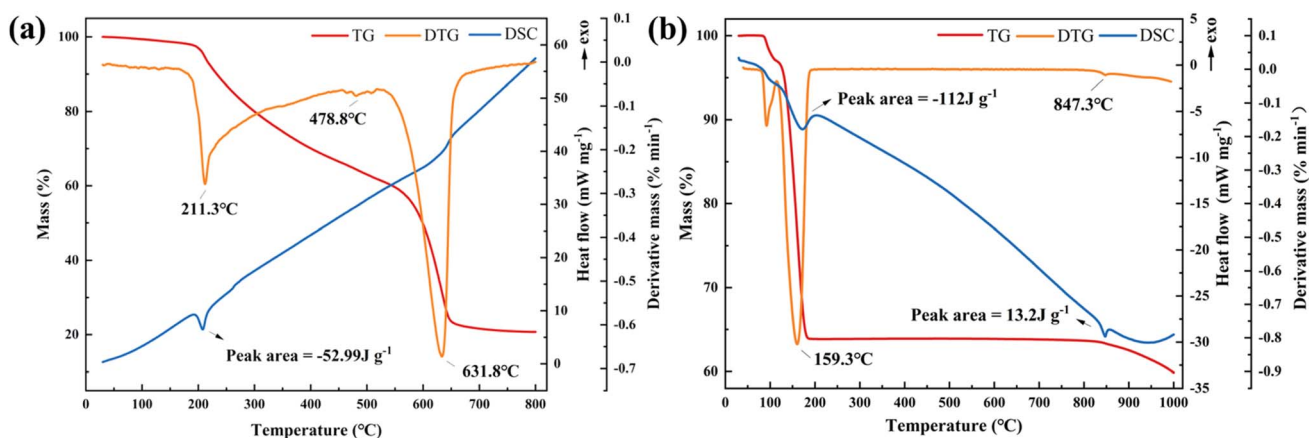 (a)
TG DTG DSC
100
80
60
40
20
Mass (%)
0 100 200 300 400 500 600 700 800
Temperature (℃)
60
50
40
30
20
10
0
Heat flow (mW mg⁻¹)
exo
0.1
0.0
-0.1
-0.2
-0.3
-0.4
-0.5
-0.6
-0.7
Derivative mass (% min⁻¹)
211.3℃
478.8℃
631.8℃
Peak area = -52.99J g⁻¹
(b)
TG DTG DSC
100
95
90
85
80
75
70
65
60
Mass (%)
0 100 200 300 400 500 600 700 800 900 1000
Temperature (℃)
5
0
-5
-10
-15
-20
-25
-30
-35
Heat flow (mW mg⁻¹)
exo
0.1
0.0
-0.1
-0.2
-0.3
-0.4
-0.5
-0.6
-0.7
-0.8
-0.9
Derivative mass (% min⁻¹)
Peak area = -112J g⁻¹
847.3℃
Peak area = 13.2J g⁻¹
159.3℃